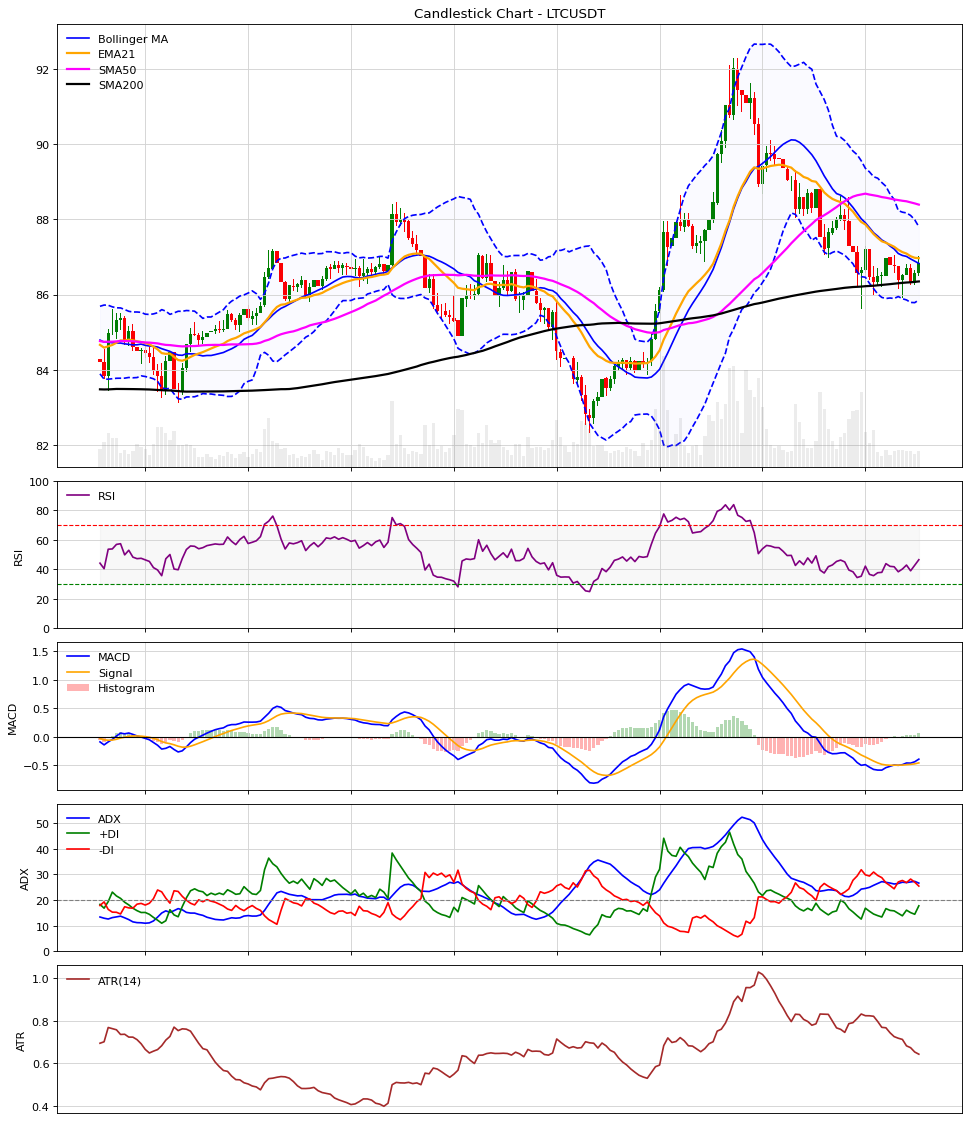 Candlestick Chart - LTCUSDT
Bollinger MA
EMA21
SMA50
SMA200
92
90
88
86
84
82
RSI
100
80
60
40
20
0
RSI
MACD
Signal
Histogram
1.5
1.0
0.5
0.0
−0.5
MACD
ADX
+DI
-DI
50
40
30
20
10
0
ADX
ATR(14)
1.0
0.8
0.6
0.4
ATR